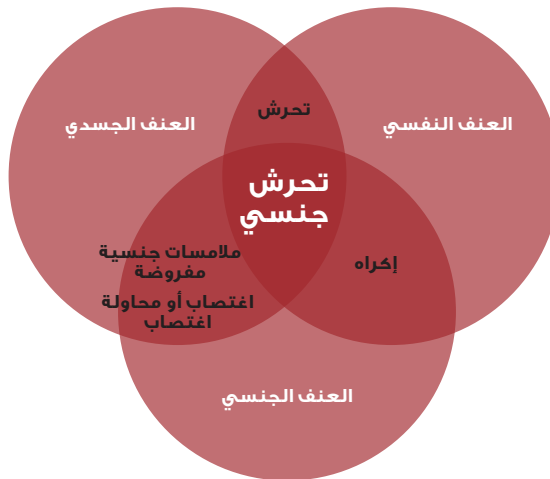 تحرش
العنف النفسي
العنف الجسدي
تحرش
جنسي
ملامسات جنسية
مفروضة
إكراه
اغتصاب أو محاولة
اغتصاب
العنف الجنسي